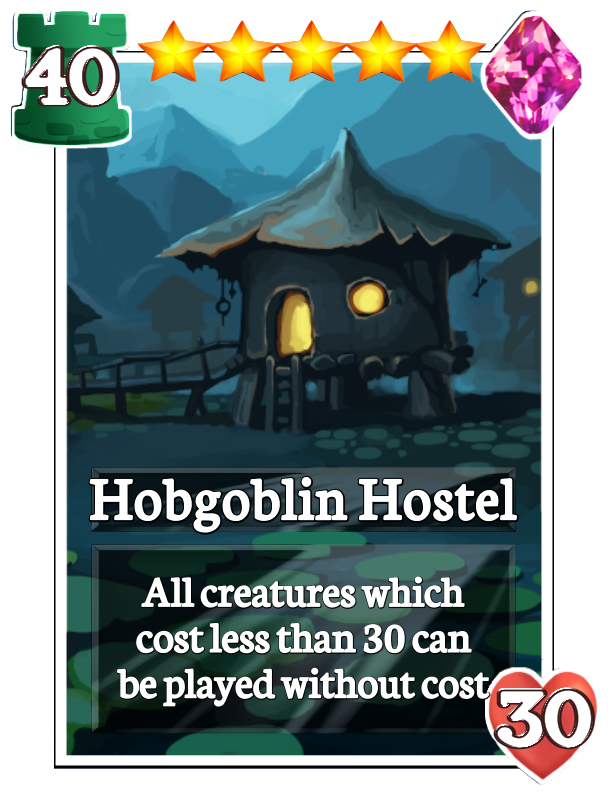 40
Hobgoblin Hostel
All creatures which
cost less than 30 can
be played without cost
30